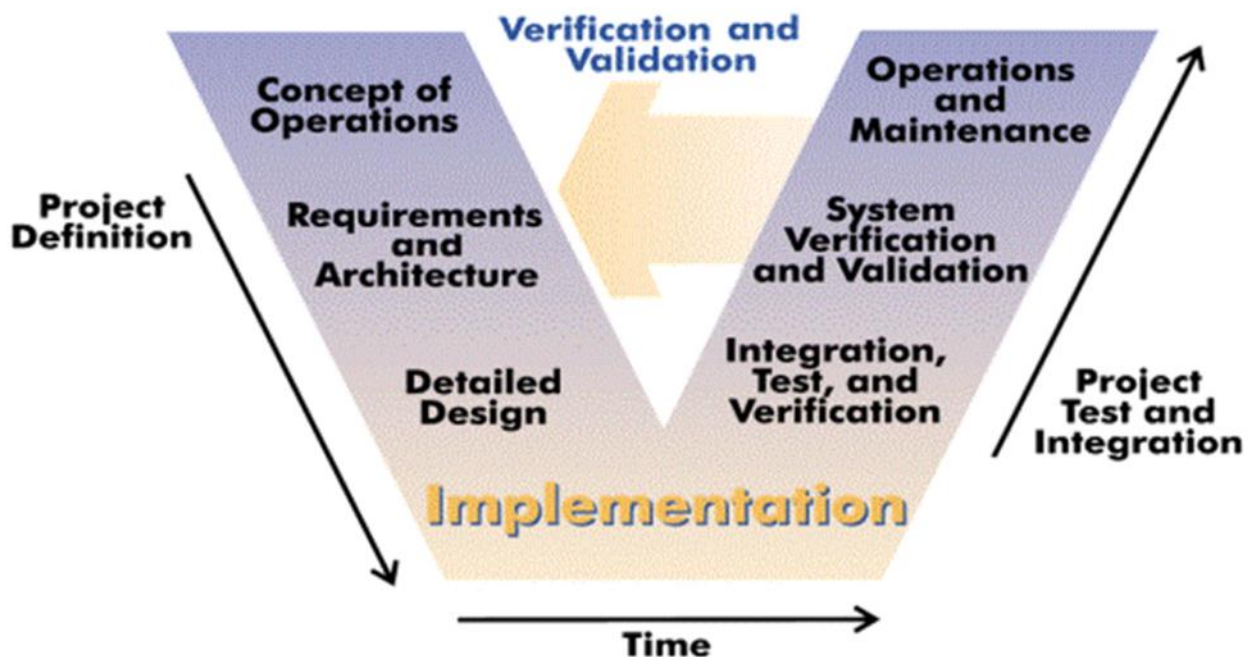 Verification and
Validation
Concept of
Operations
Operations
and
Maintenance
Project
Definition
Requirements
and
Architecture
System
Verification
and Validation
Detailed
Design
Integration,
Test, and
Verification
Project
Test and
Integration
Implementation
Time